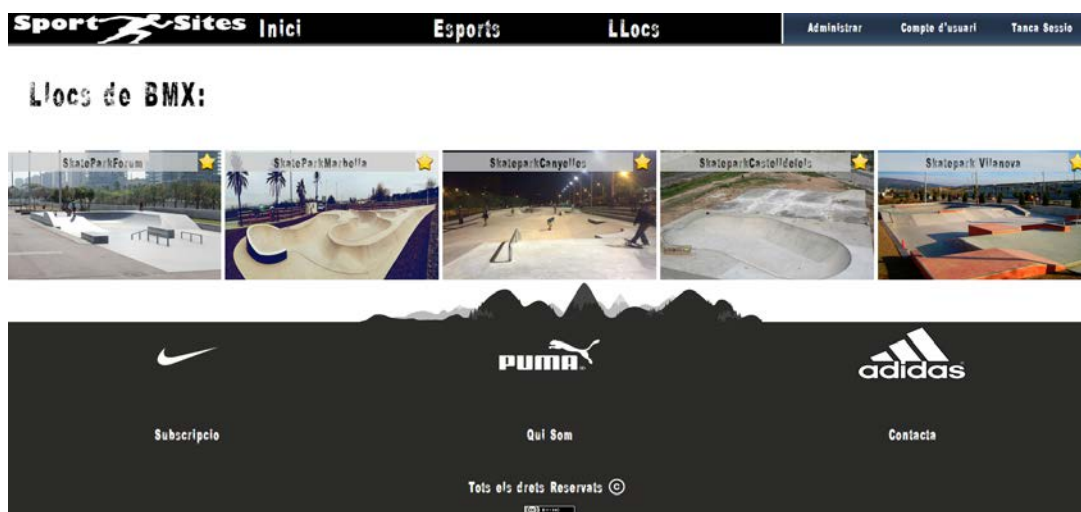 Sport Sites Inici Esports LLocs Administrar Compte d'usuari Tanca Sessio
Llocs de BMX:
SkateParkForum SkateParkMarbella SkateparkCanyelles SkateparkCastelldefels Skatepark Vilanova
PUMA adidas
Subscripcio Qui Som Contacta
Tots els drets Reservats ©